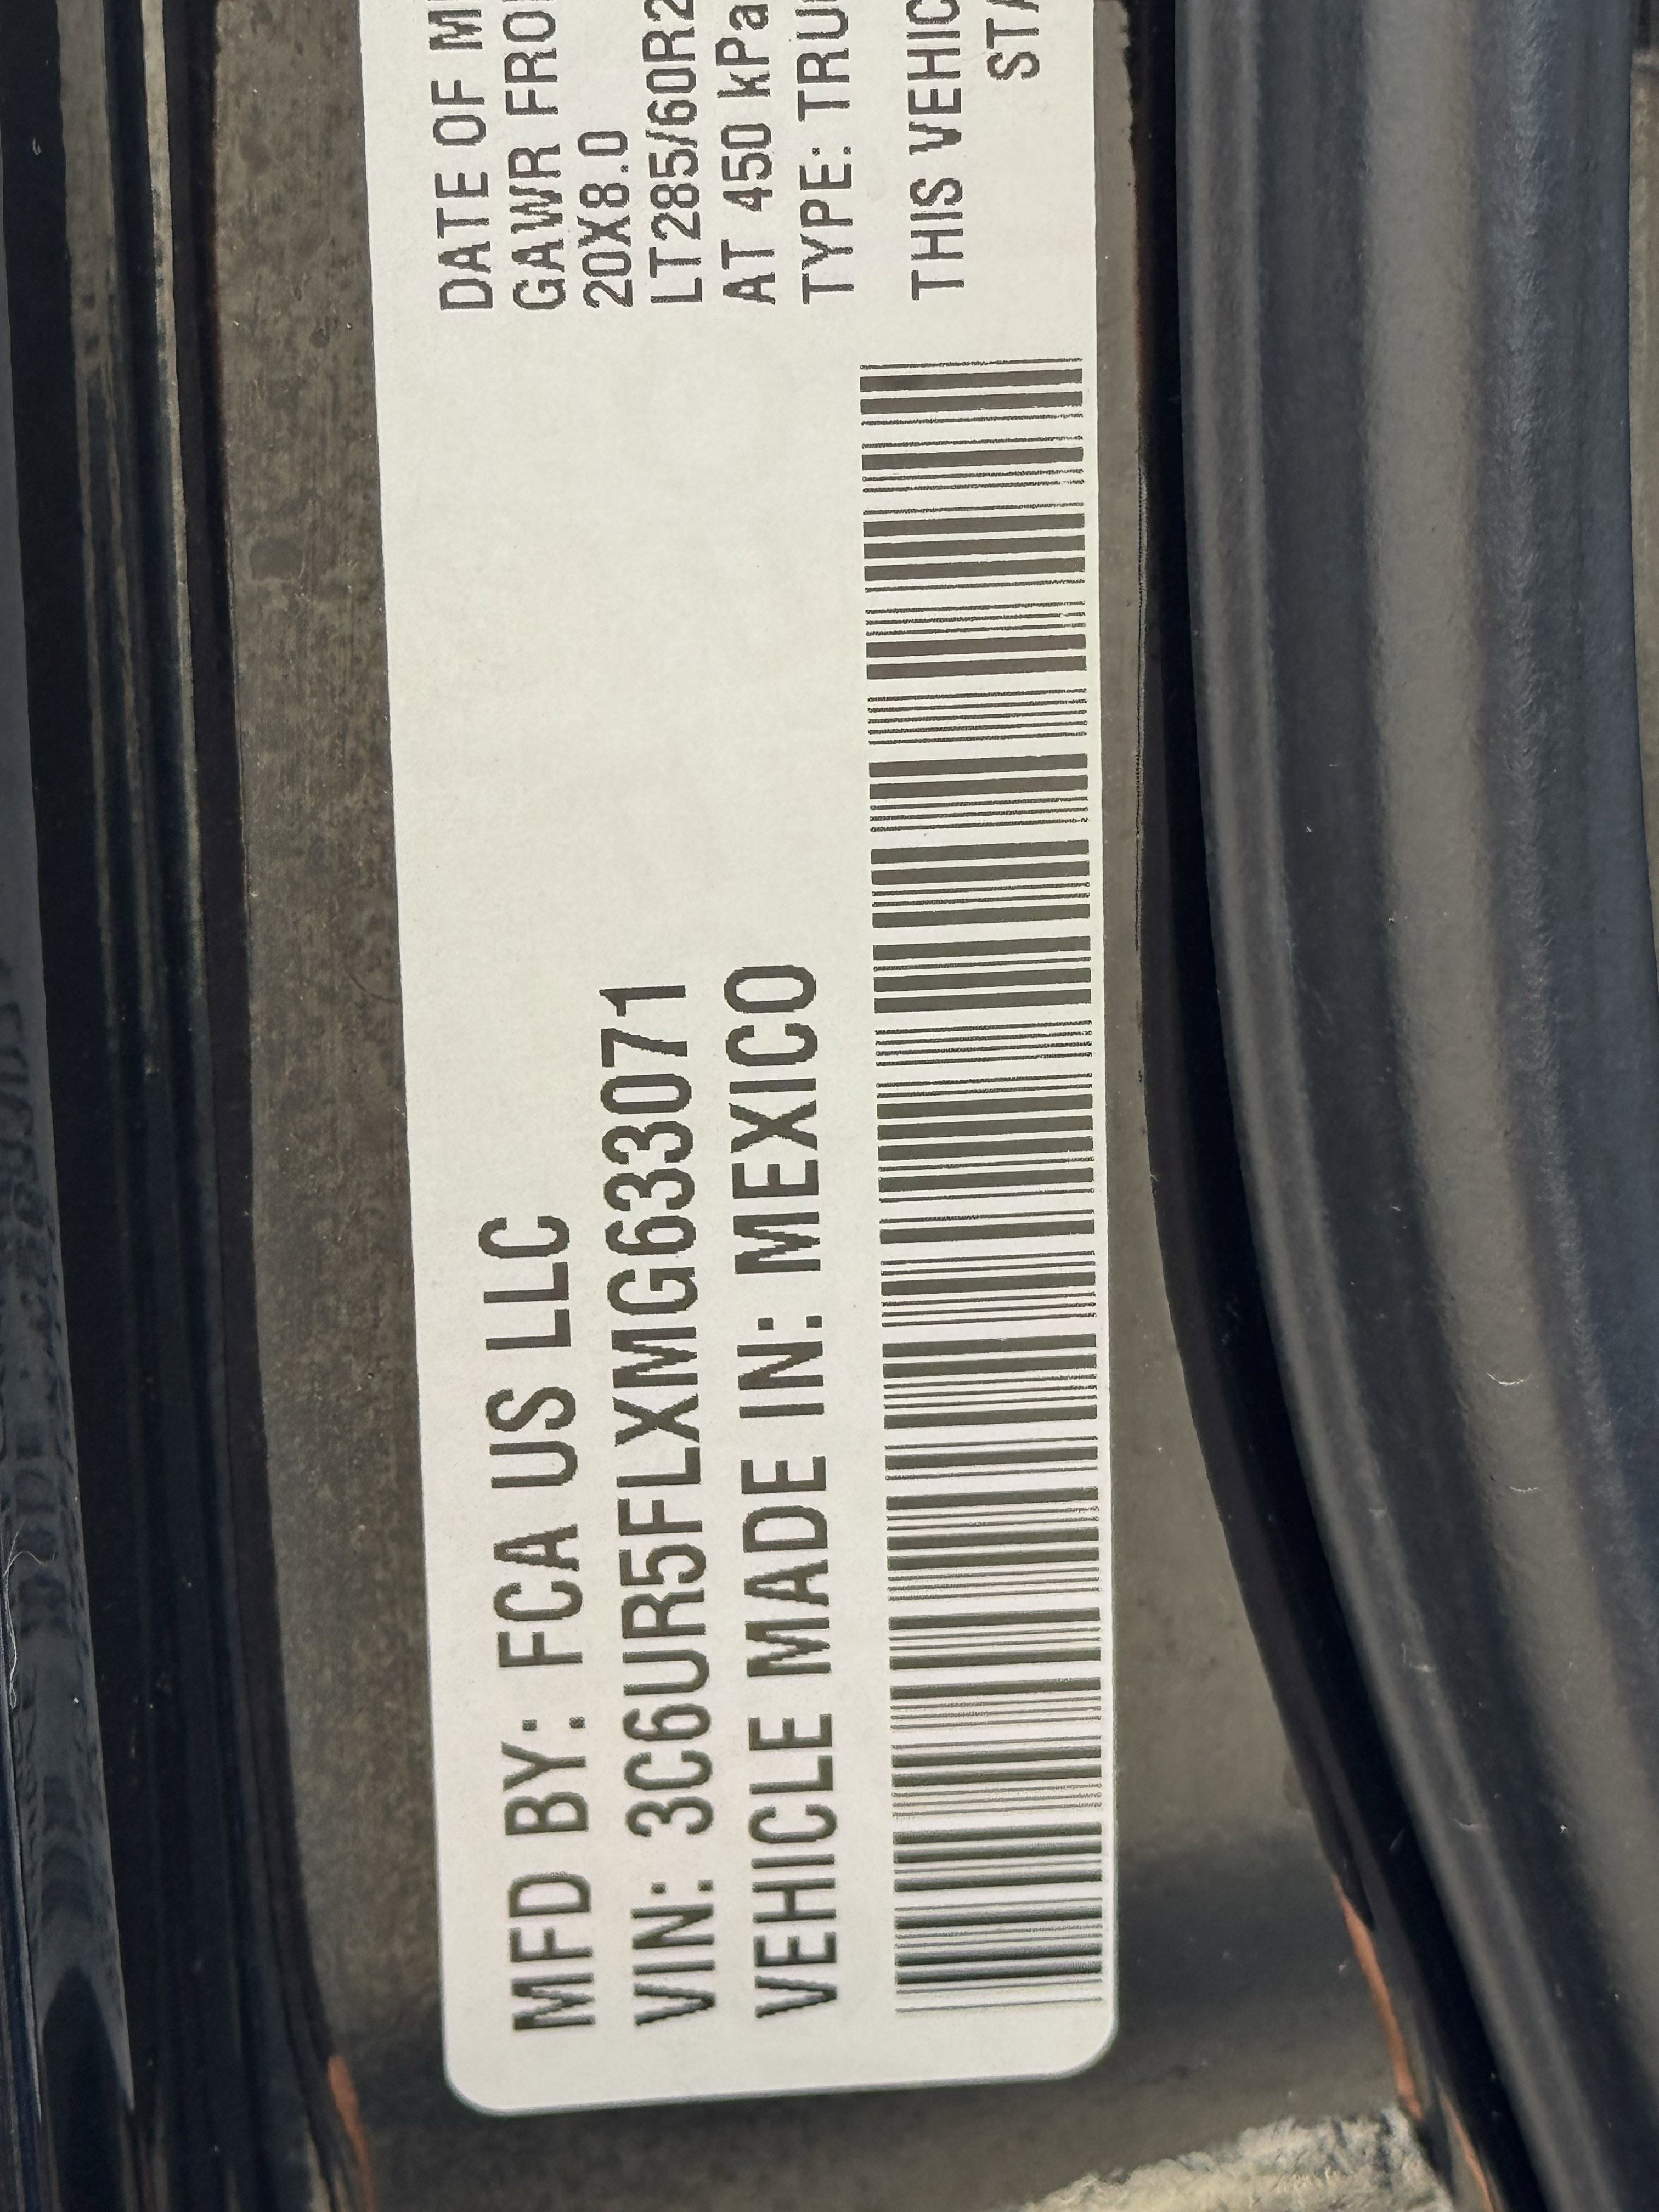 MFD BY: FCA US LLC
VIN: 3C6UR5FLXMG633071
VEHICLE MADE IN: MEXICO
DATE OF M
GAWR FRO
20X8.0
LT285/60R2
AT 450 kPa
TYPE: TRU
THIS VEHIC
STA